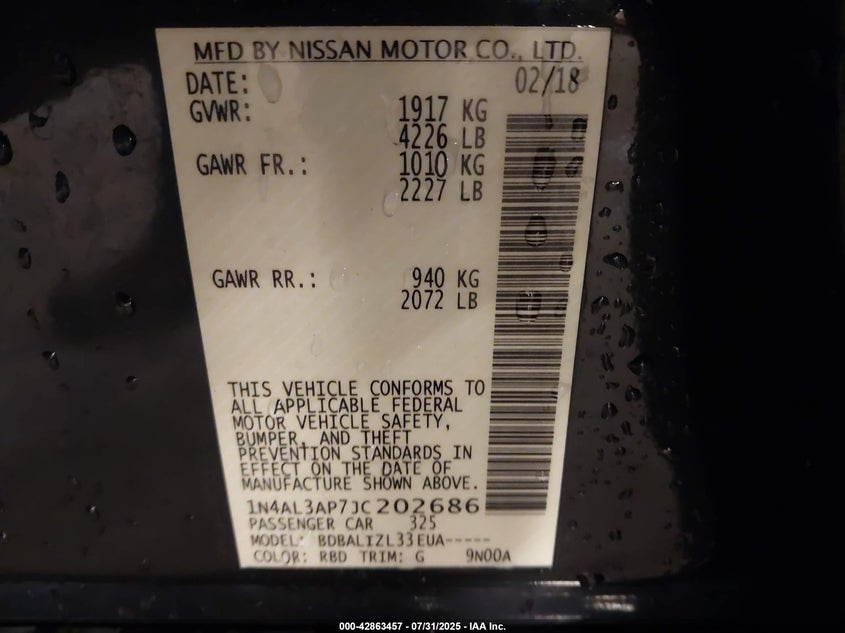 MFD BY NISSAN MOTOR CO., LTD.
DATE: 02/18
GVWR: 1917 KG
4226 LB
GAWR FR.: 1010 KG
2227 LB
GAWR RR.: 940 KG
2072 LB
THIS VEHICLE CONFORMS TO
ALL APPLICABLE FEDERAL
MOTOR VEHICLE SAFETY,
BUMPER, AND THEFT
PREVENTION STANDARDS IN
EFFECT ON THE DATE OF
MANUFACTURE SHOWN ABOVE.
1N4AL3AP7JC202686
PASSENGER CAR 325
MODEL: BDBALIZL33EUA-----
COLOR: RBD TRIM: G 9N00A
000-42863457 - 07/31/2025 - IAA Inc.